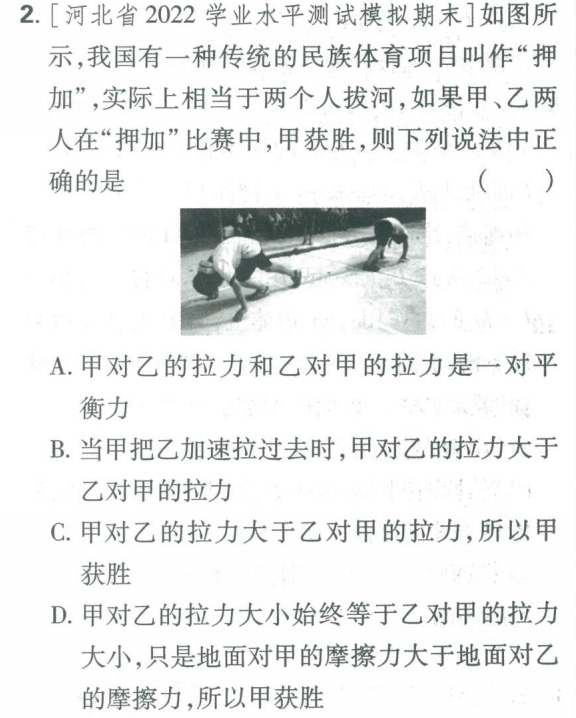 2. [河北省 2022 学业水平测试模拟期末]如图所
示,我国有一种传统的民族体育项目叫作“押
加”,实际上相当于两个人拔河,如果甲、乙两
人在“押加”比赛中,甲获胜,则下列说法中正
确的是 ( )
A. 甲对乙的拉力和乙对甲的拉力是一对平
衡力
B. 当甲把乙加速拉过去时,甲对乙的拉力大于
乙对甲的拉力
C. 甲对乙的拉力大于乙对甲的拉力,所以甲
获胜
D. 甲对乙的拉力大小始终等于乙对甲的拉力
大小,只是地面对甲的摩擦力大于地面对乙
的摩擦力,所以甲获胜